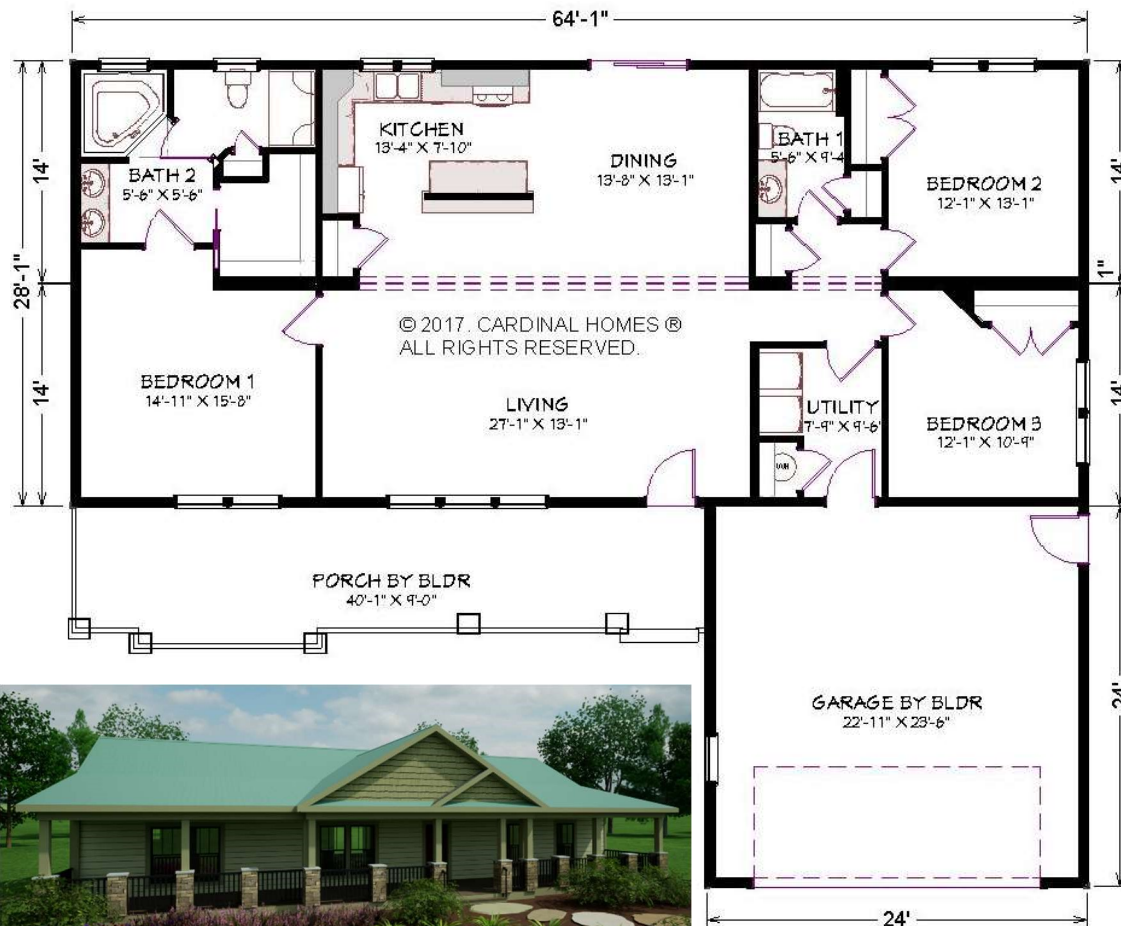 64'-1"
14'
28'-1"
14'
14'
1"
14'
24'
24'
KITCHEN
13'-4" X 7'-10"
DINING
13'-8" X 13'-1"
BATH 1
5'-6" X 9'-4
BATH 2
5'-6" X 5'-6"
BEDROOM 2
12'-1" X 13'-1"
© 2017. CARDINAL HOMES ®
ALL RIGHTS RESERVED.
BEDROOM 1
14'-11" X 15'-8"
LIVING
27'-1" X 13'-1"
UTILITY
7'-9" X 9'-6"
BEDROOM 3
12'-1" X 10'-9"
WH
PORCH BY BLDR
40'-1" X 9'-0"
GARAGE BY BLDR
22'-11" X 23'-6"